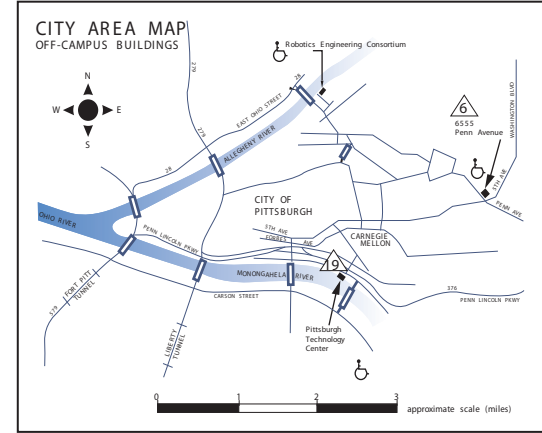 CITY AREA MAP
OFF-CAMPUS BUILDINGS
N
W
E
S
279
Robotics Engineering Consortium
28
EAST OHIO STREET
279
ALLEGHENY RIVER
28
6
6555
Penn Avenue
WASHINGTON BLVD
5TH AVE
PENN AVE
CITY OF
PITTSBURGH
OHIO RIVER
PENN LINCOLN PKWY
5TH AVE
FORBES AVE
CARNEGIE
MELLON
19
MONONGAHELA RIVER
FORT PITT
TUNNEL
579
CARSON STREET
376
PENN LINCOLN PKWY
LIBERTY
TUNNEL
Pittsburgh
Technology
Center
0
1
2
3
approximate scale (miles)